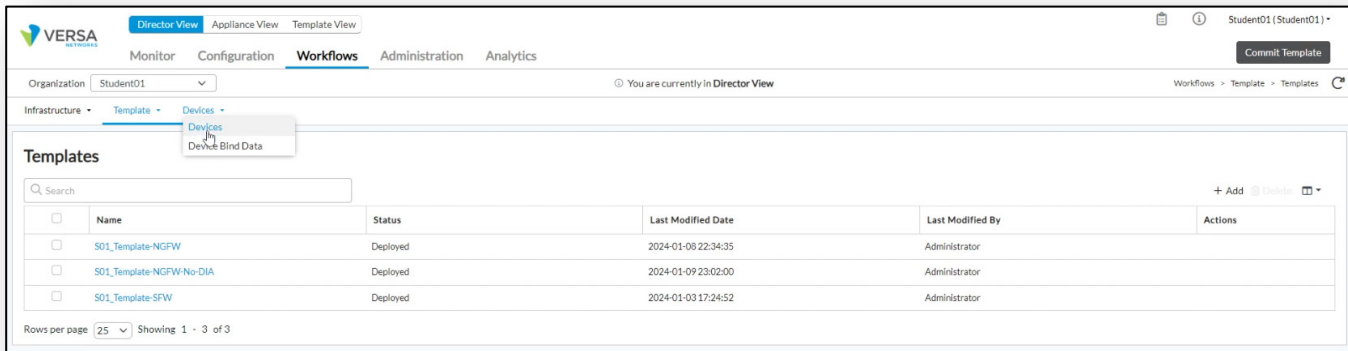 Director View Appliance View Template View
Student01 (Student01)
VERSA
NETWORKS
Monitor Configuration Workflows Administration Analytics
Commit Template
Organization Student01
You are currently in Director View
Workflows > Template > Templates
Infrastructure Template Devices
Devices
Device Bind Data
Templates
Search
+ Add Delete
Name Status Last Modified Date Last Modified By Actions
S01_Template-NGFW Deployed 2024-01-08 22:34:35 Administrator
S01_Template-NGFW-No-DIA Deployed 2024-01-09 23:02:00 Administrator
S01_Template-SFW Deployed 2024-01-03 17:24:52 Administrator
Rows per page 25 Showing 1 - 3 of 3